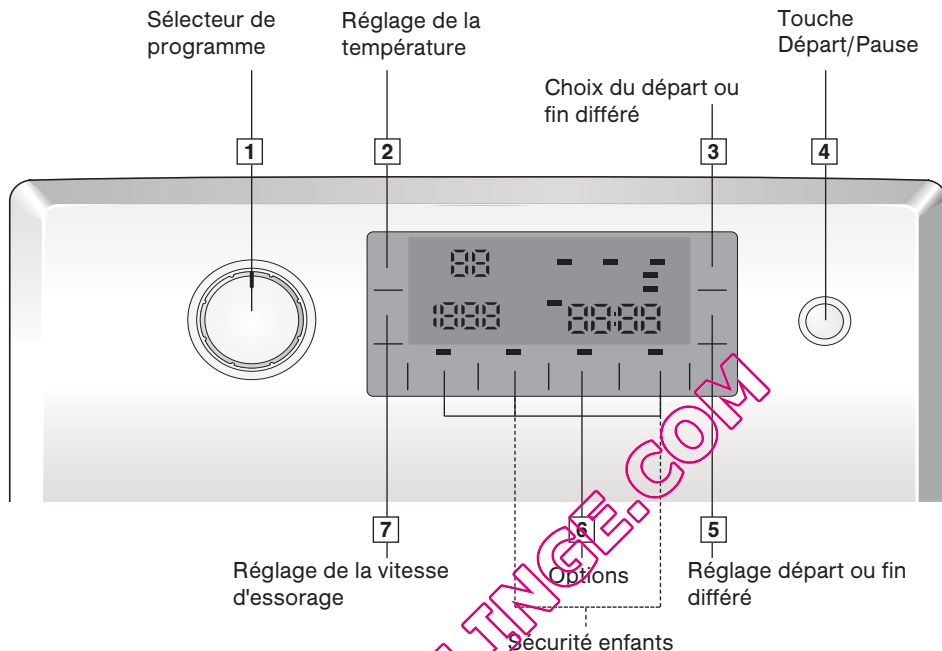 Sélecteur de
programme
Réglage de la
température
Touche
Départ/Pause
Choix du départ ou
fin différé
1
2
3
4
88
1888
88:88
7
6
5
Réglage de la vitesse
d'essorage
Options
Réglage départ ou fin
différé
Sécurité enfants
LINGE.COM